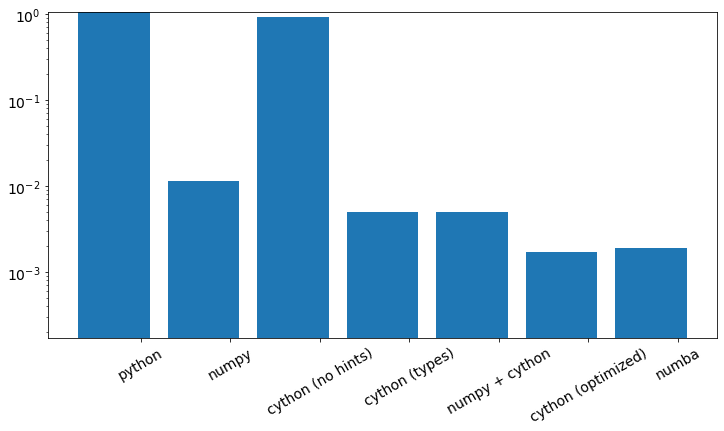 10⁰
10⁻¹
10⁻²
10⁻³
python
numpy
cython (no hints)
cython (types)
numpy + cython
cython (optimized)
numba